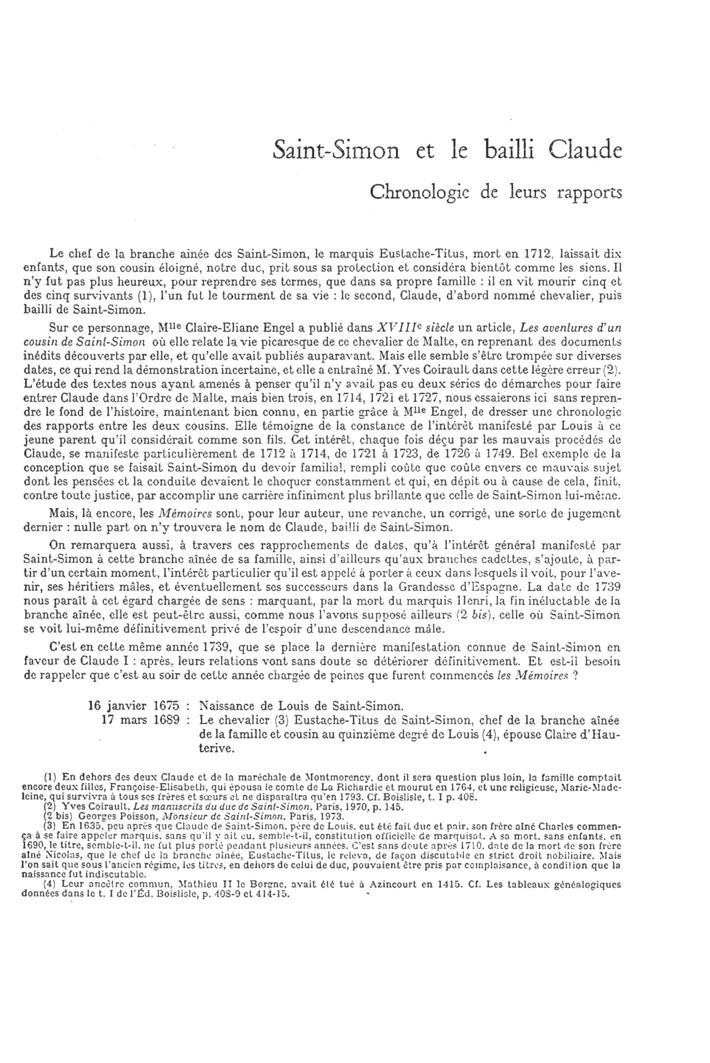 Saint-Simon et le bailli Claude
Chronologie de leurs rapports
Le chef de la branche ainée des Saint-Simon, le marquis Eustache-Titus, mort en 1712, laissait dix
enfants, que son cousin éloigné, notre duc, prit sous sa protection et considéra bientôt comme les siens. Il
n'y fut pas plus heureux, pour reprendre ses termes, que dans sa propre famille : il en vit mourir cinq et
des cinq survivants (1), l'un fut le tourment de sa vie : le second, Claude, d'abord nommé chevalier, puis
bailli de Saint-Simon.
Sur ce personnage, Mlle Claire-Eliane Engel a publié dans XVIIIe siècle un article, Les aventures d'un
cousin de Saint-Simon où elle relate la vie picaresque de ce chevalier de Malte, en reprenant des documents
inédits découverts par elle, et qu'elle avait publiés auparavant. Mais elle semble s'être trompée sur diverses
dates, ce qui rend la démonstration incertaine, et elle a entraîné M. Yves Coirault dans cette légère erreur (2).
L'étude des textes nous ayant amenés à penser qu'il n'y avait pas eu deux séries de démarches pour faire
entrer Claude dans l'Ordre de Malte, mais bien trois, en 1714, 1721 et 1727, nous essaierons ici sans repren-
dre le fond de l'histoire, maintenant bien connu, en partie grâce à Mlle Engel, de dresser une chronologie
des rapports entre les deux cousins. Elle témoigne de la constance de l'intérêt manifesté par Louis à ce
jeune parent qu'il considérait comme son fils. Cet intérêt, chaque fois déçu par les mauvais procédés de
Claude, se manifeste particulièrement de 1712 à 1714, de 1721 à 1723, de 1726 à 1749. Bel exemple de la
conception que se faisait Saint-Simon du devoir familial, rempli coûte que coûte envers ce mauvais sujet
dont les pensées et la conduite devaient le choquer constamment et qui, en dépit ou à cause de cela, finit,
contre toute justice, par accomplir une carrière infiniment plus brillante que celle de Saint-Simon lui-même.
Mais, là encore, les Mémoires sont, pour leur auteur, une revanche, un corrigé, une sorte de jugement
dernier : nulle part on n'y trouvera le nom de Claude, bailli de Saint-Simon.
On remarquera aussi, à travers ces rapprochements de dates, qu'à l'intérêt général manifesté par
Saint-Simon à cette branche aînée de sa famille, ainsi d'ailleurs qu'aux branches cadettes, s'ajoute, à par-
tir d'un certain moment, l'intérêt particulier qu'il est appelé à porter à ceux dans lesquels il voit, pour l'ave-
nir, ses héritiers mâles, et éventuellement ses successeurs dans la Grandesse d'Espagne. La date de 1739
nous paraît à cet égard chargée de sens : marquant, par la mort du marquis Henri, la fin inéluctable de la
branche aînée, elle est peut-être aussi, comme nous l'avons supposé ailleurs (2 bis), celle où Saint-Simon
se voit lui-même définitivement privé de l'espoir d'une descendance mâle.
C'est en cette même année 1739, que se place la dernière manifestation connue de Saint-Simon en
faveur de Claude I : après, leurs relations vont sans doute se détériorer définitivement. Et est-il besoin
de rappeler que c'est au soir de cette année chargée de peines que furent commencés les Mémoires ?
16 janvier 1675 : Naissance de Louis de Saint-Simon.
17 mars 1689 : Le chevalier (3) Eustache-Titus de Saint-Simon, chef de la branche aînée
de la famille et cousin au quinzième degré de Louis (4), épouse Claire d'Hau-
terive.
(1) En dehors des deux Claude et de la maréchale de Montmorency, dont il sera question plus loin, la famille comptait
encore deux filles, Françoise-Elisabeth, qui épousa le comte de La Richardie et mourut en 1764, et une religieuse, Marie-Made-
leine, qui survivra à tous ses frères et sœurs et ne disparaîtra qu'en 1793. Cf. Boislisle, t. I p. 408.
(2) Yves Coirault, Les manuscrits du duc de Saint-Simon, Paris, 1970, p. 145.
(2 bis) Georges Poisson, Monsieur de Saint-Simon, Paris, 1973.
(3) En 1635, peu après que Claude de Saint-Simon, père de Louis, eut été fait duc et pair, son frère aîné Charles commen-
ça à se faire appeler marquis, sans qu'il y ait eu, semble-t-il, constitution officielle de marquisat. A sa mort, sans enfants, en
1690, le titre, semble-t-il, ne fut plus porté pendant plusieurs années. C'est sans doute après 1710, date de la mort de son frère
aîné Nicolas, que le chef de la branche aînée, Eustache-Titus, le releva, de façon discutable en strict droit nobiliaire. Mais
l'on sait que sous l'ancien régime, les titres, en dehors de celui de duc, pouvaient être pris par complaisance, à condition que la
naissance fut indiscutable.
(4) Leur ancêtre commun, Mathieu II le Borgne, avait été tué à Azincourt en 1415. Cf. Les tableaux généalogiques
données dans le t. I de l'Éd. Boislisle, p. 408-9 et 414-15.